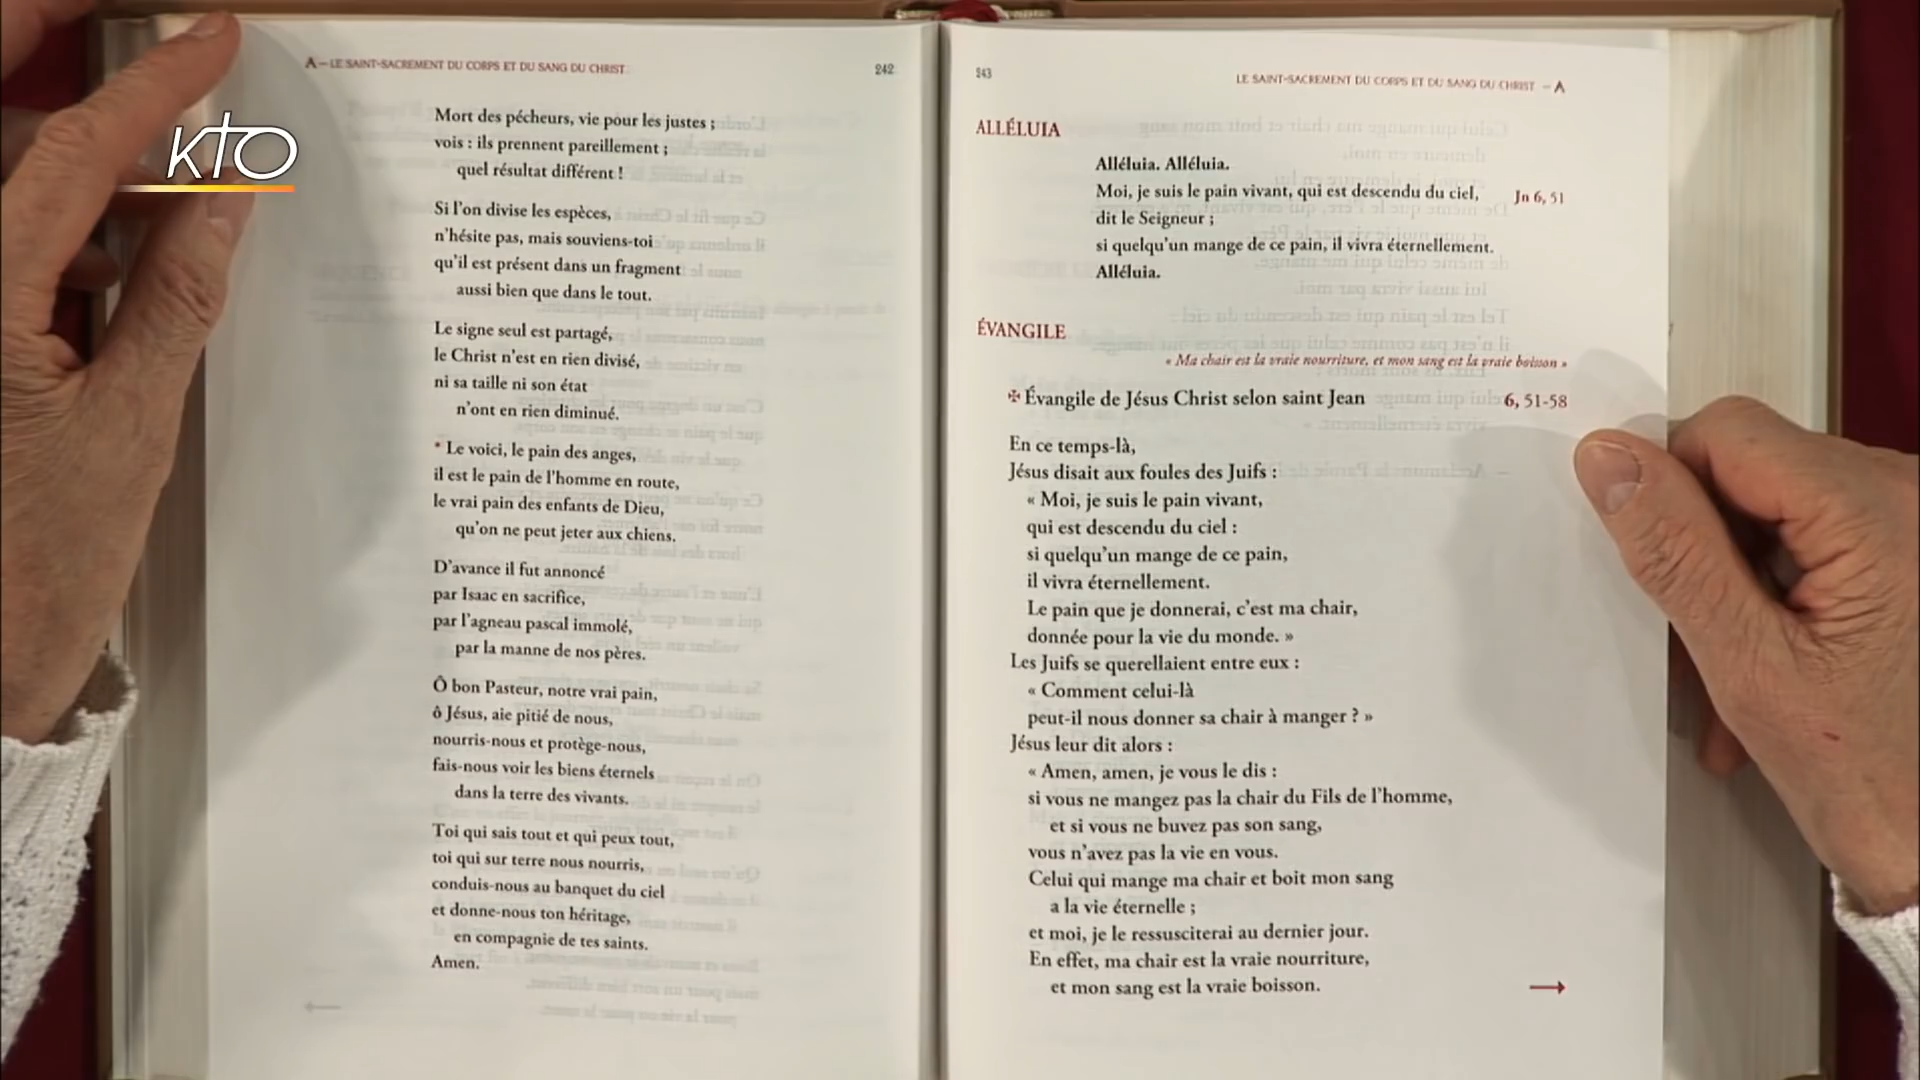 KTO
A – LE SAINT-SACREMENT DU CORPS ET DU SANG DU CHRIST
242
Mort des pécheurs, vie pour les justes ;
vois : ils prennent pareillement ;
quel résultat différent !
Si l'on divise les espèces,
n'hésite pas, mais souviens-toi
qu'il est présent dans un fragment
aussi bien que dans le tout.
Le signe seul est partagé,
le Christ n'est en rien divisé,
ni sa taille ni son état
n'ont en rien diminué.
* Le voici, le pain des anges,
il est le pain de l'homme en route,
le vrai pain des enfants de Dieu,
qu'on ne peut jeter aux chiens.
D'avance il fut annoncé
par Isaac en sacrifice,
par l'agneau pascal immolé,
par la manne de nos pères.
Ô bon Pasteur, notre vrai pain,
ô Jésus, aie pitié de nous,
nourris-nous et protège-nous,
fais-nous voir les biens éternels
dans la terre des vivants.
Toi qui sais tout et qui peux tout,
toi qui sur terre nous nourris,
conduis-nous au banquet du ciel
et donne-nous ton héritage,
en compagnie de tes saints.
Amen.
243
LE SAINT-SACREMENT DU CORPS ET DU SANG DU CHRIST – A
ALLÉLUIA
Alléluia. Alléluia.
Moi, je suis le pain vivant, qui est descendu du ciel, Jn 6, 51
dit le Seigneur ;
si quelqu'un mange de ce pain, il vivra éternellement.
Alléluia.
ÉVANGILE
« Ma chair est la vraie nourriture, et mon sang est la vraie boisson »
✠ Évangile de Jésus Christ selon saint Jean 6, 51-58
En ce temps-là,
Jésus disait aux foules des Juifs :
« Moi, je suis le pain vivant,
qui est descendu du ciel :
si quelqu'un mange de ce pain,
il vivra éternellement.
Le pain que je donnerai, c'est ma chair,
donnée pour la vie du monde. »
Les Juifs se querellaient entre eux :
« Comment celui-là
peut-il nous donner sa chair à manger ? »
Jésus leur dit alors :
« Amen, amen, je vous le dis :
si vous ne mangez pas la chair du Fils de l'homme,
et si vous ne buvez pas son sang,
vous n'avez pas la vie en vous.
Celui qui mange ma chair et boit mon sang
a la vie éternelle ;
et moi, je le ressusciterai au dernier jour.
En effet, ma chair est la vraie nourriture,
et mon sang est la vraie boisson.